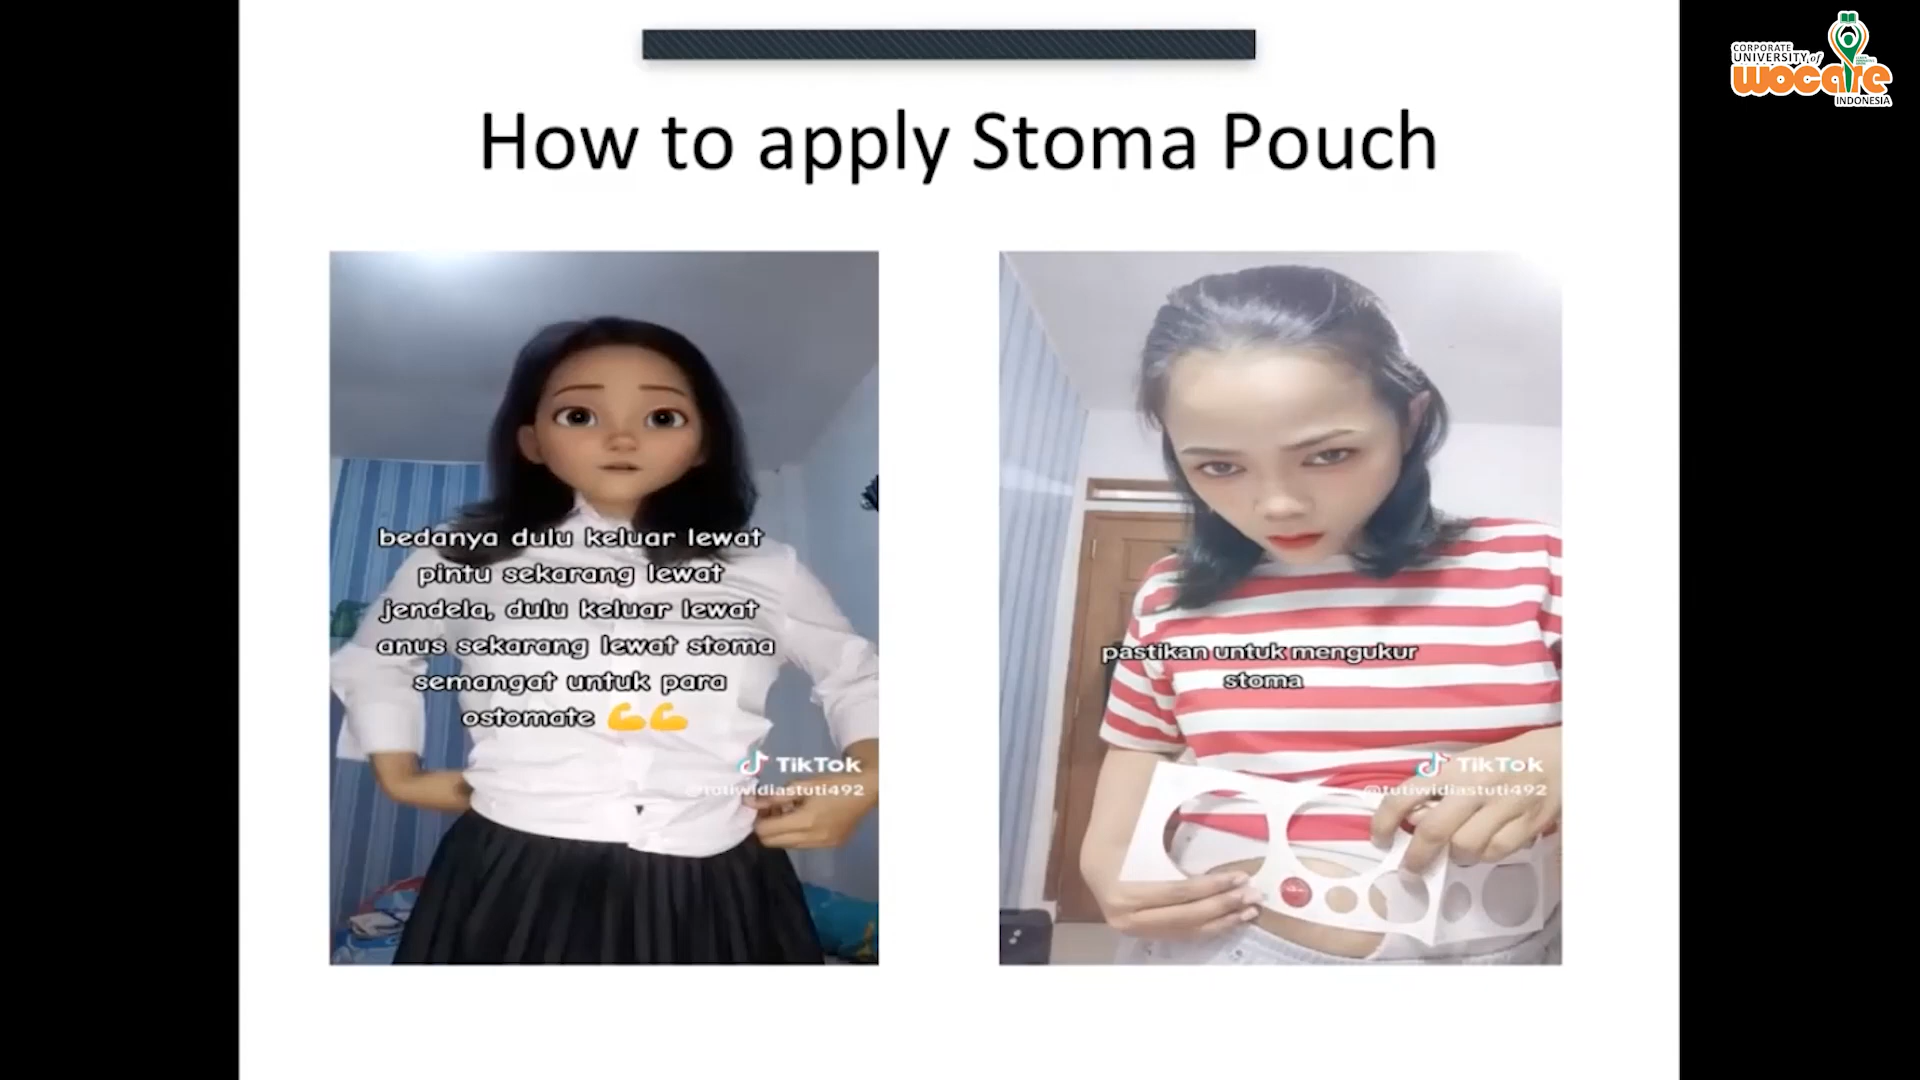 CORPORATE
UNIVERSITY of
wocare
INDONESIA
How to apply Stoma Pouch
bedanya dulu keluar lewat
pintu sekarang lewat
jendela, dulu keluar lewat
anus sekarang lewat stoma
semangat untuk para
ostomate 💪💪
TikTok
@tutiwidiastuti492
pastikan untuk mengukur
stoma
TikTok
@tutiwidiastuti492